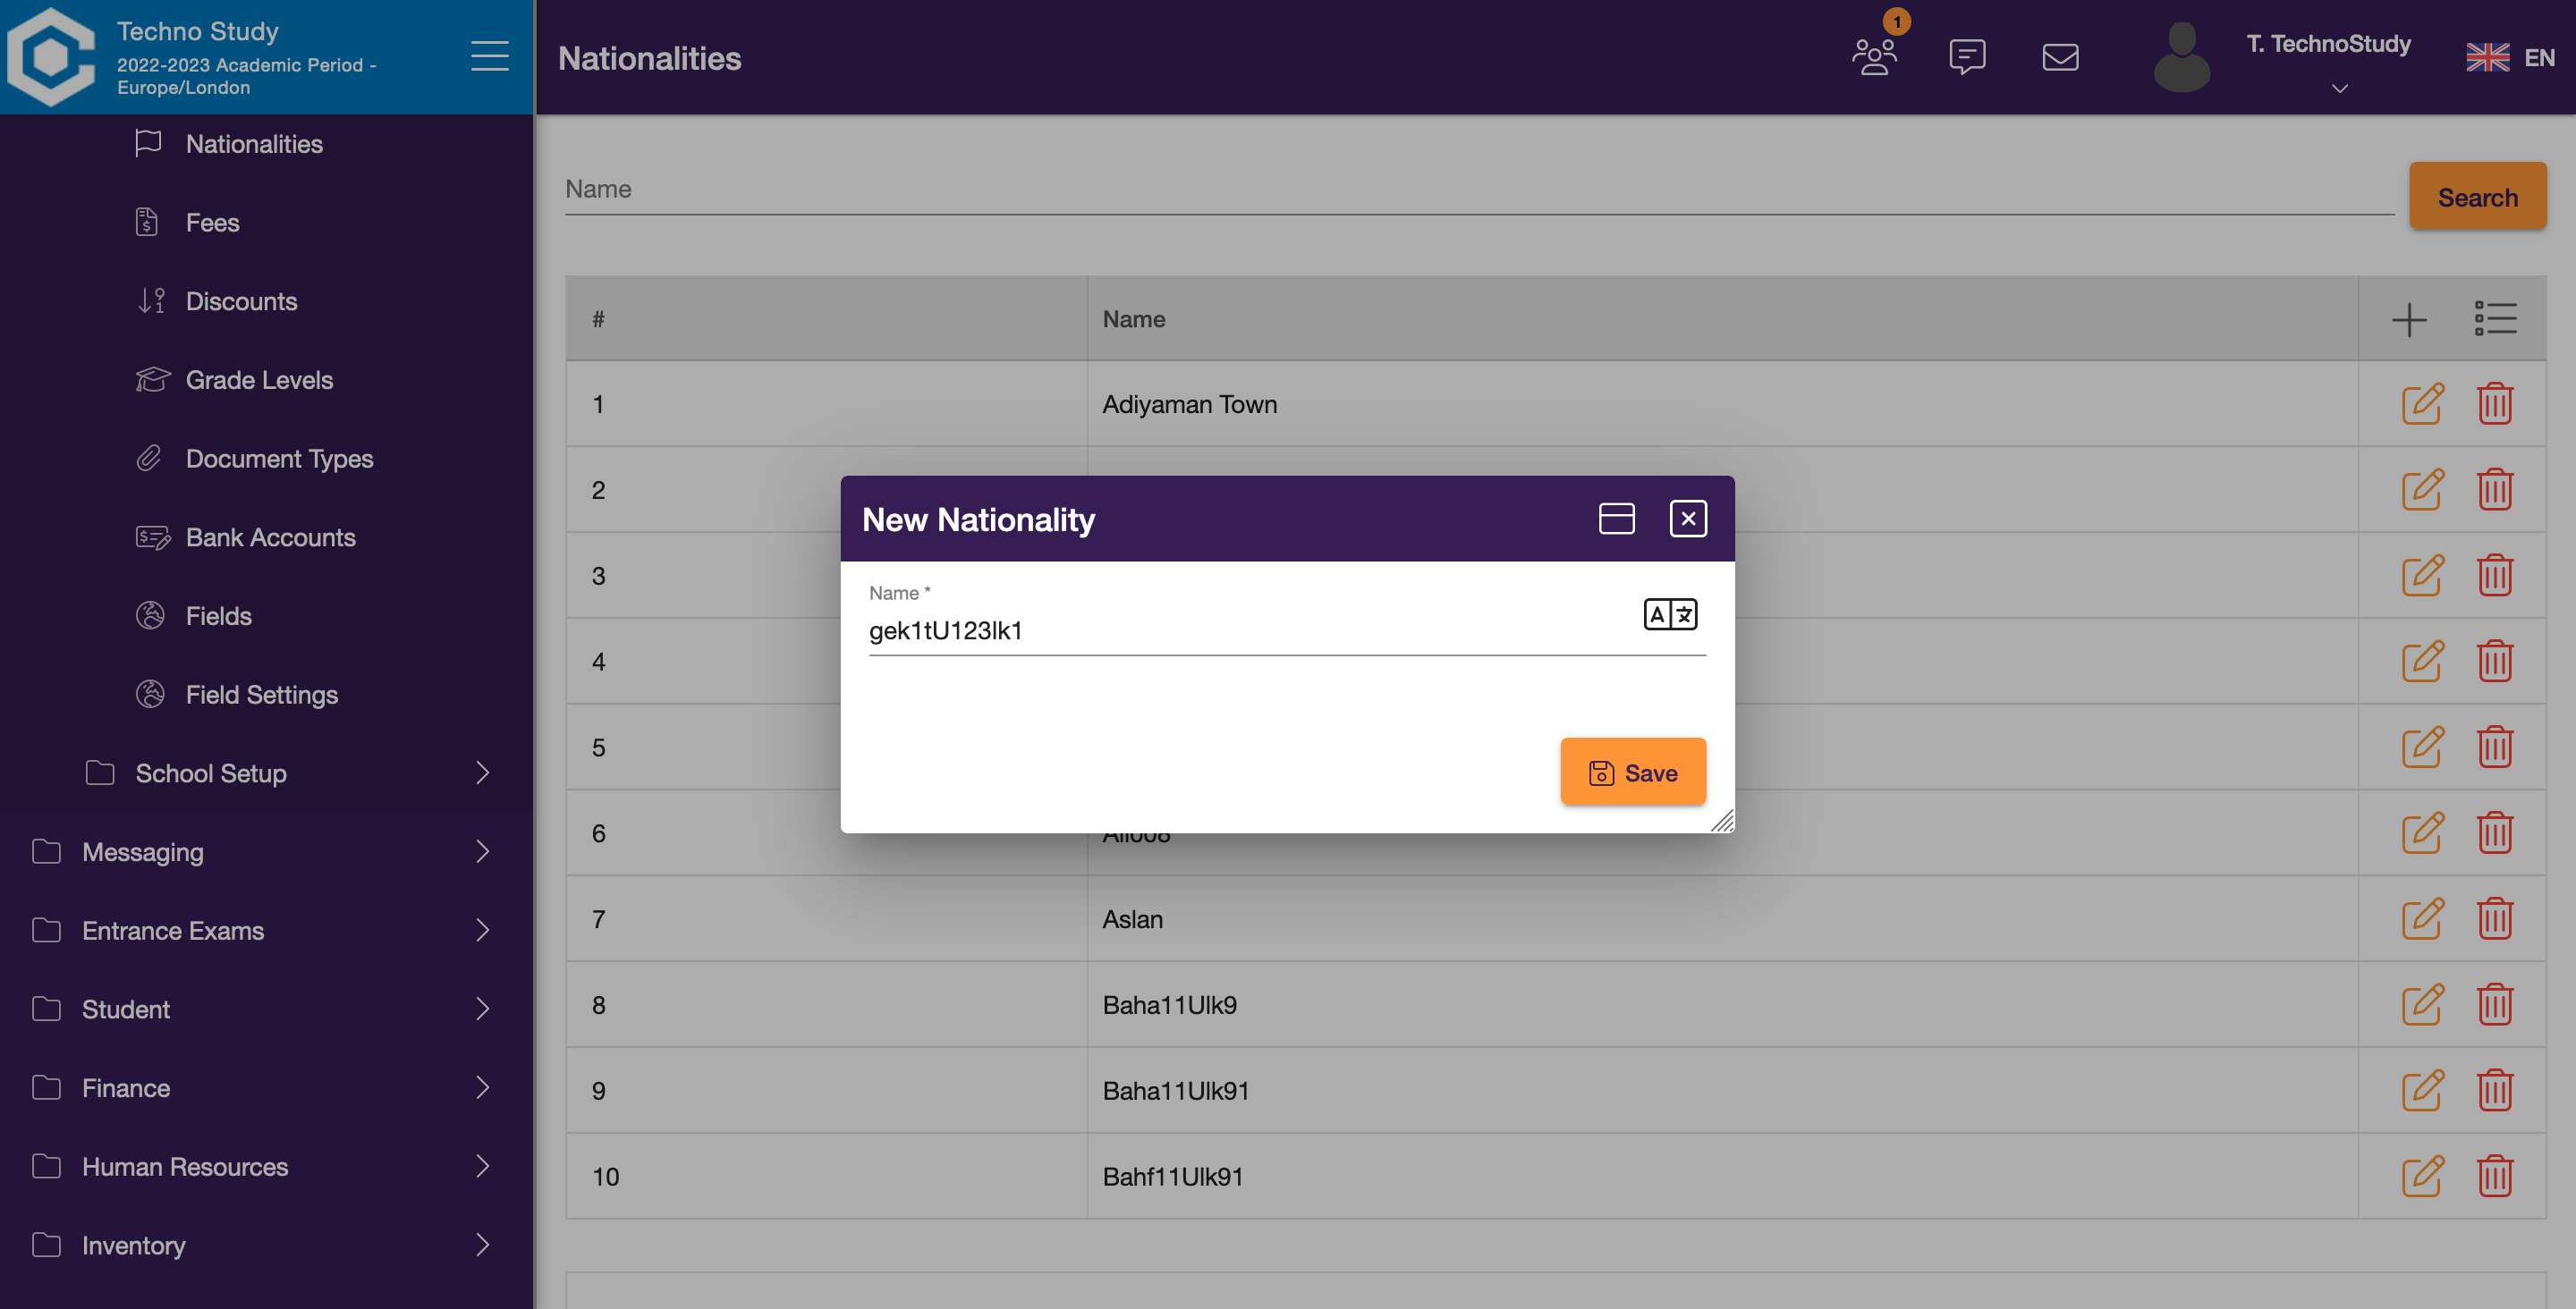 Techno Study
2022-2023 Academic Period -
Europe/London
Nationalities
1
T. TechnoStudy
EN
Nationalities
Fees
Discounts
Grade Levels
Document Types
Bank Accounts
Fields
Field Settings
School Setup
Messaging
Entrance Exams
Student
Finance
Human Resources
Inventory
Name
Search
# Name
1 Adiyaman Town
2
3
4
5
6
7 Aslan
8 Baha11Ulk9
9 Baha11Ulk91
10 Bahf11Ulk91
New Nationality
Name *
gek1tU123lk1
Save